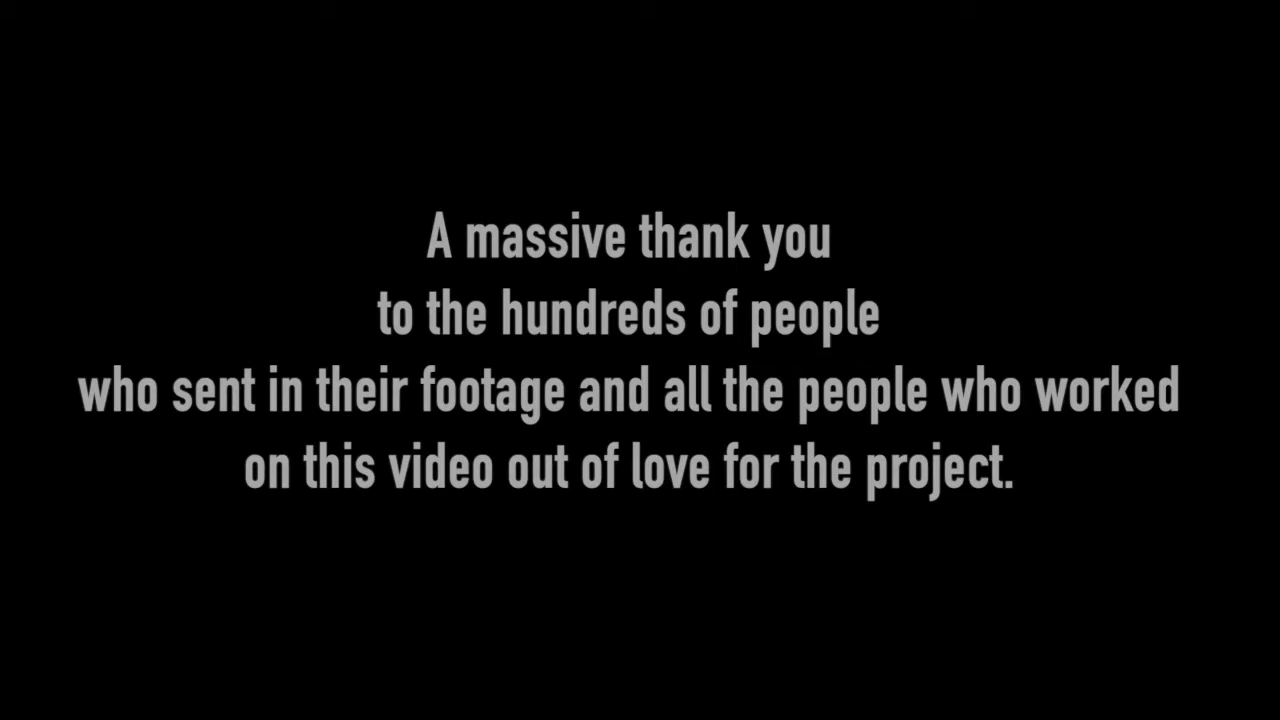 A massive thank you
to the hundreds of people
who sent in their footage and all the people who worked
on this video out of love for the project.